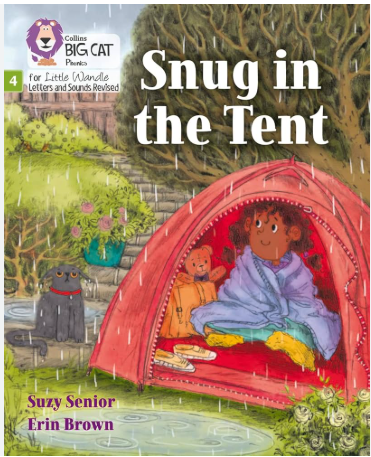 Collins
BIG CAT
Phonics
4
for Little Wandle
Letters and Sounds Revised
Snug in
the Tent
Suzy Senior
Erin Brown